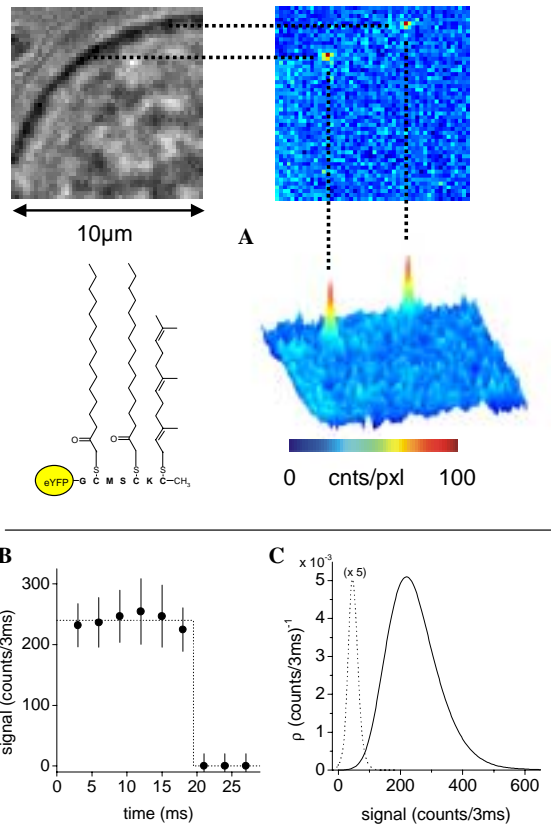 10µm
A
O
O
S
S
S
eYFP
G C M S C K C CH3
0 cnts/pxl 100
B
300
200
100
0
signal (counts/3ms)
0 5 10 15 20 25
time (ms)
C
x 10-3
(x 5)
5
4
3
2
1
0
ρ (counts/3ms)-1
0 200 400 600
signal (counts/3ms)